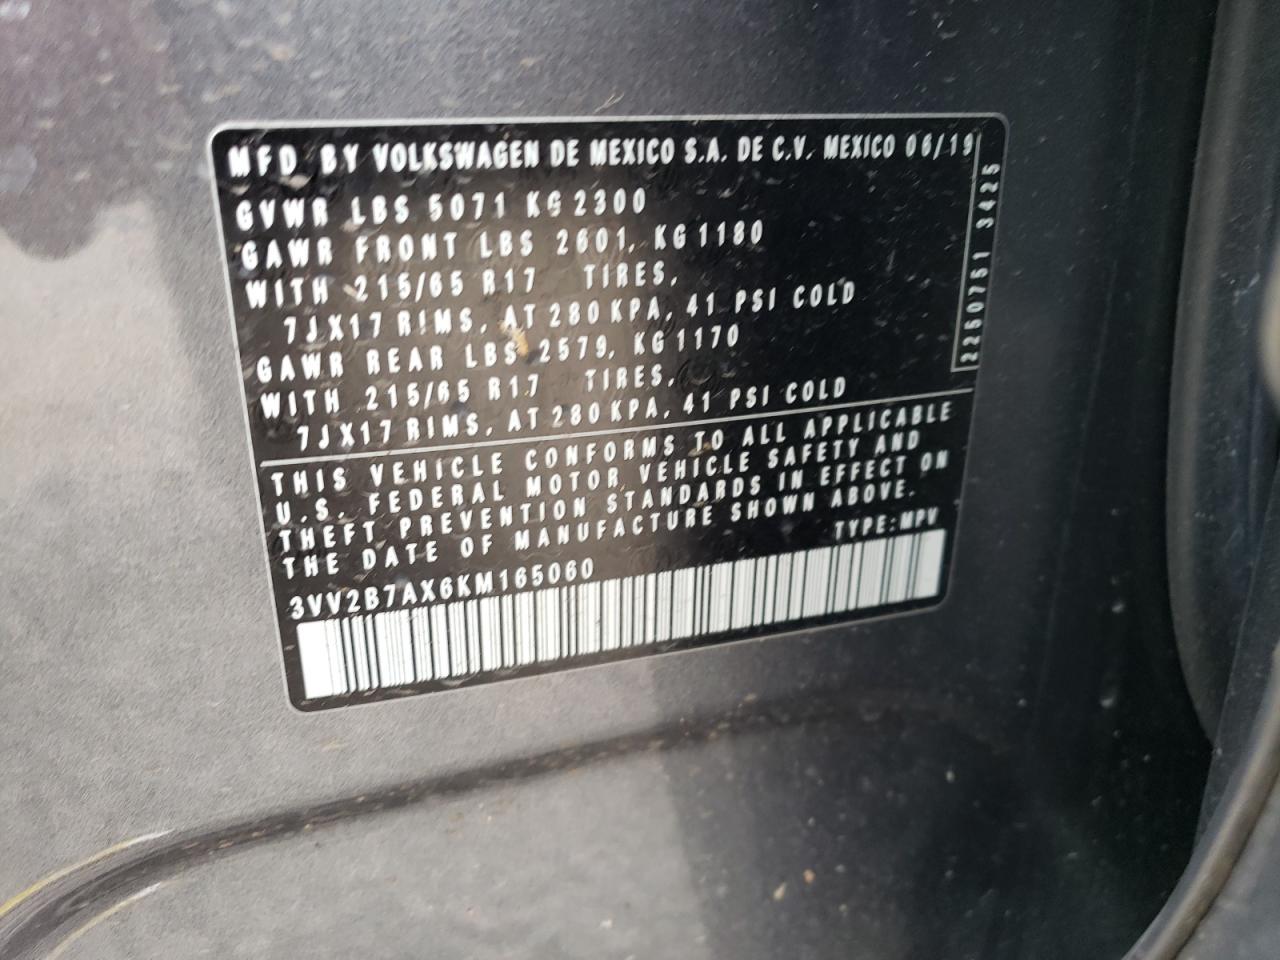 MFD BY VOLKSWAGEN DE MEXICO S.A. DE C.V. MEXICO 06/19
GVWR LBS 5071 KG 2300
GAWR FRONT LBS 2601, KG 1180
WITH 215/65 R17 TIRES,
7JX17 RIMS, AT 280 KPA, 41 PSI COLD
GAWR REAR LBS 2579, KG 1170
WITH 215/65 R17 TIRES,
7JX17 RIMS, AT 280 KPA, 41 PSI COLD
2250751 3425
THIS VEHICLE CONFORMS TO ALL APPLICABLE
U.S. FEDERAL MOTOR VEHICLE SAFETY AND
THEFT PREVENTION STANDARDS IN EFFECT ON
THE DATE OF MANUFACTURE SHOWN ABOVE.
TYPE: MPV
3VV2B7AX6KM165060